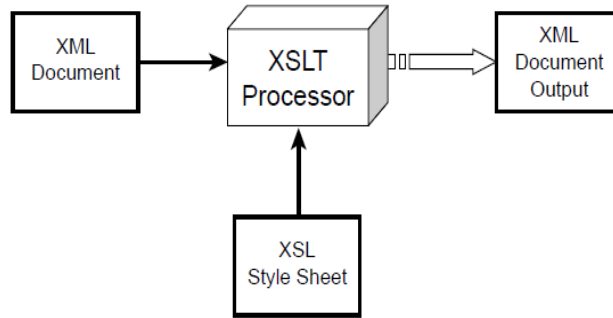 XML
Document
XSLT
Processor
XML
Document
Output
XSL
Style Sheet